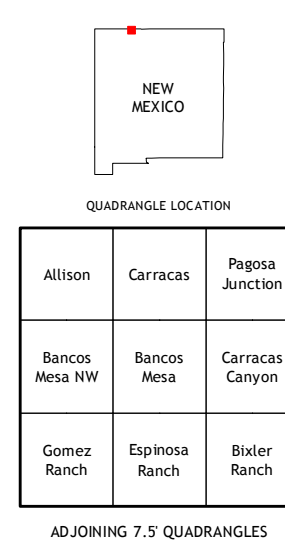 NEW
MEXICO
QUADRANGLE LOCATION
Allison
Carracas
Pagosa
Junction
Bancos
Mesa NW
Bancos
Mesa
Carracas
Canyon
Gomez
Ranch
Espinosa
Ranch
Bixler
Ranch
ADJOINING 7.5' QUADRANGLES